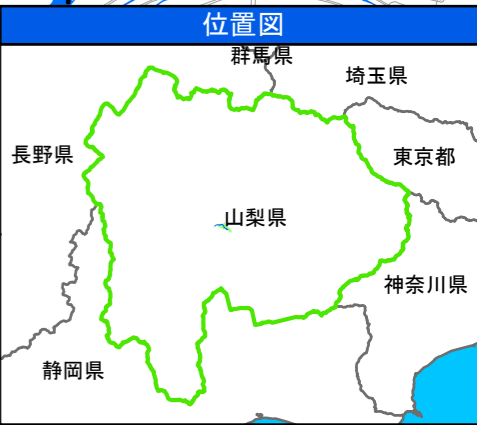 位置図
群馬県
埼玉県
長野県
東京都
山梨県
神奈川県
静岡県